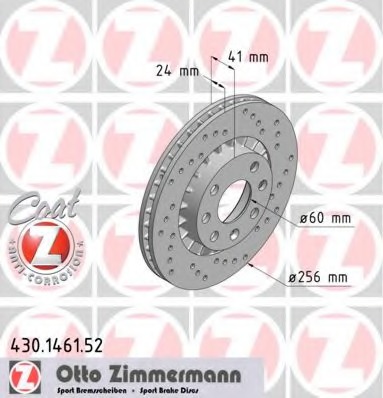 41 mm
24 mm
ø60 mm
ø256 mm
Coat
Z
ANTI-CORROSION
430.1461.52
Z
Otto Zimmermann
Sport Bremsscheiben - Sport Brake Discs